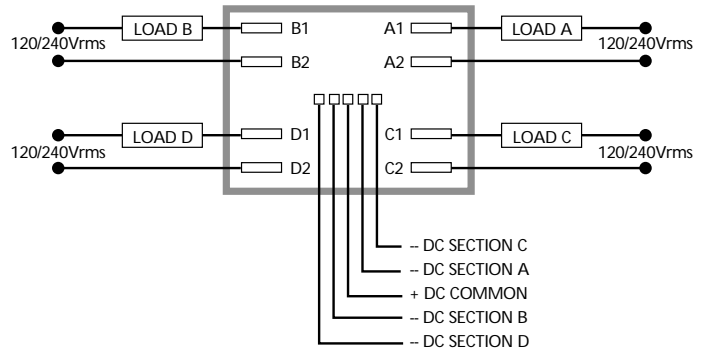 LOAD B B1 A1 LOAD A
120/240Vrms 120/240Vrms
B2 A2
LOAD D D1 C1 LOAD C
120/240Vrms 120/240Vrms
D2 C2
-- DC SECTION C
-- DC SECTION A
+ DC COMMON
-- DC SECTION B
-- DC SECTION D